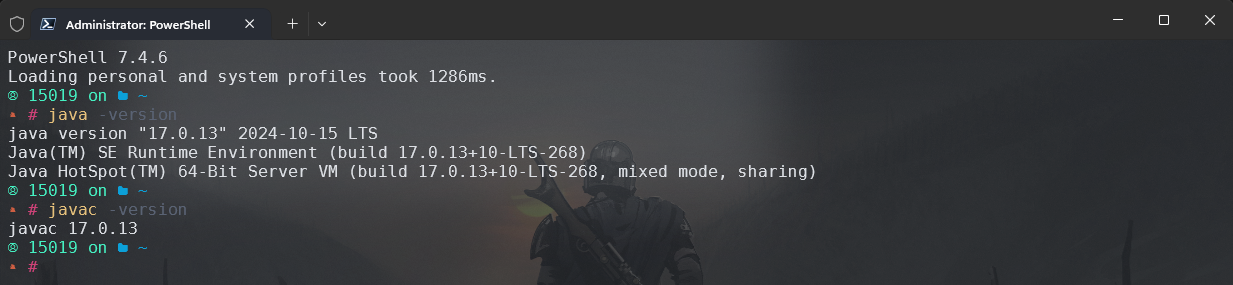 Administrator: PowerShell
PowerShell 7.4.6
Loading personal and system profiles took 1286ms.
15019 on ~
# java -version
java version "17.0.13" 2024-10-15 LTS
Java(TM) SE Runtime Environment (build 17.0.13+10-LTS-268)
Java HotSpot(TM) 64-Bit Server VM (build 17.0.13+10-LTS-268, mixed mode, sharing)
15019 on ~
# javac -version
javac 17.0.13
15019 on ~
#